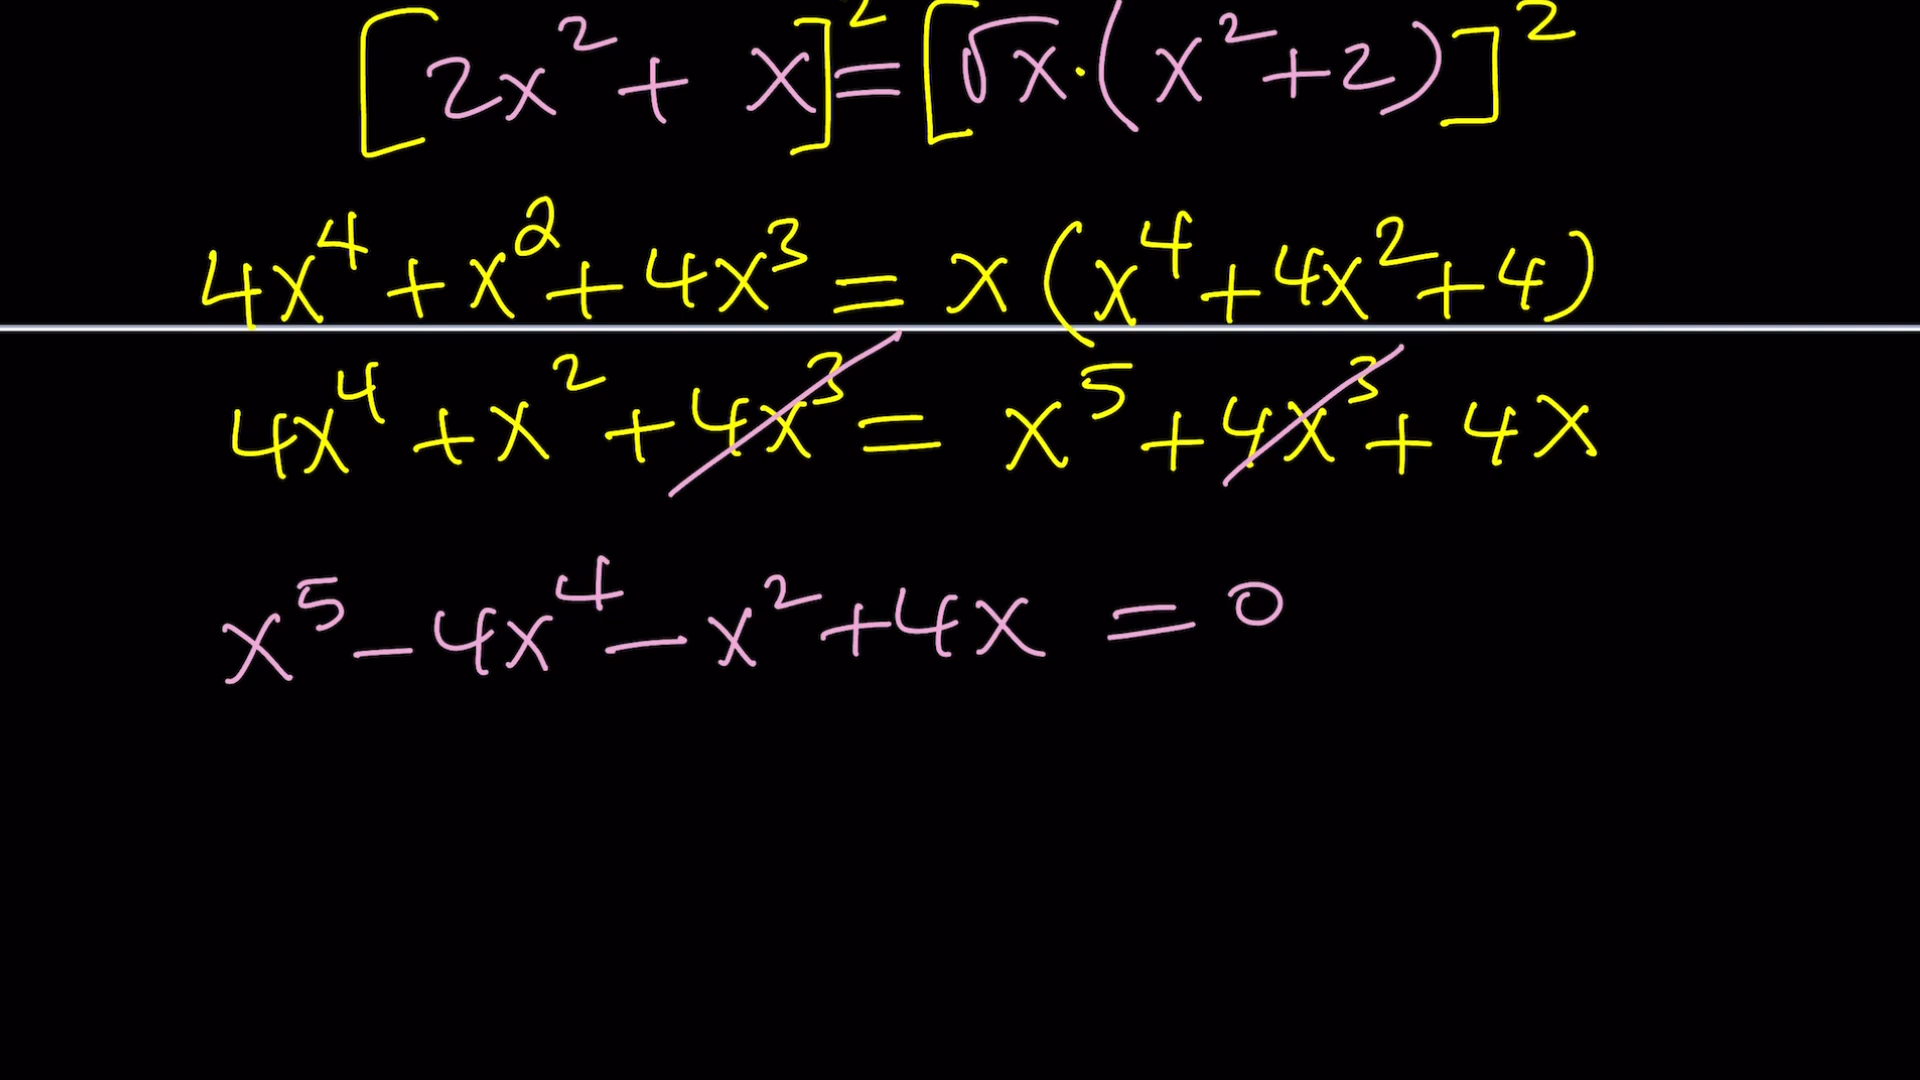 [2x² + x]² = [√x · (x² + 2)]²
4x⁴ + x² + 4x³ = x(x⁴ + 4x² + 4)
4x⁴ + x² + 4x³ = x⁵ + 4x³ + 4x
x⁵ − 4x⁴ − x² + 4x = 0